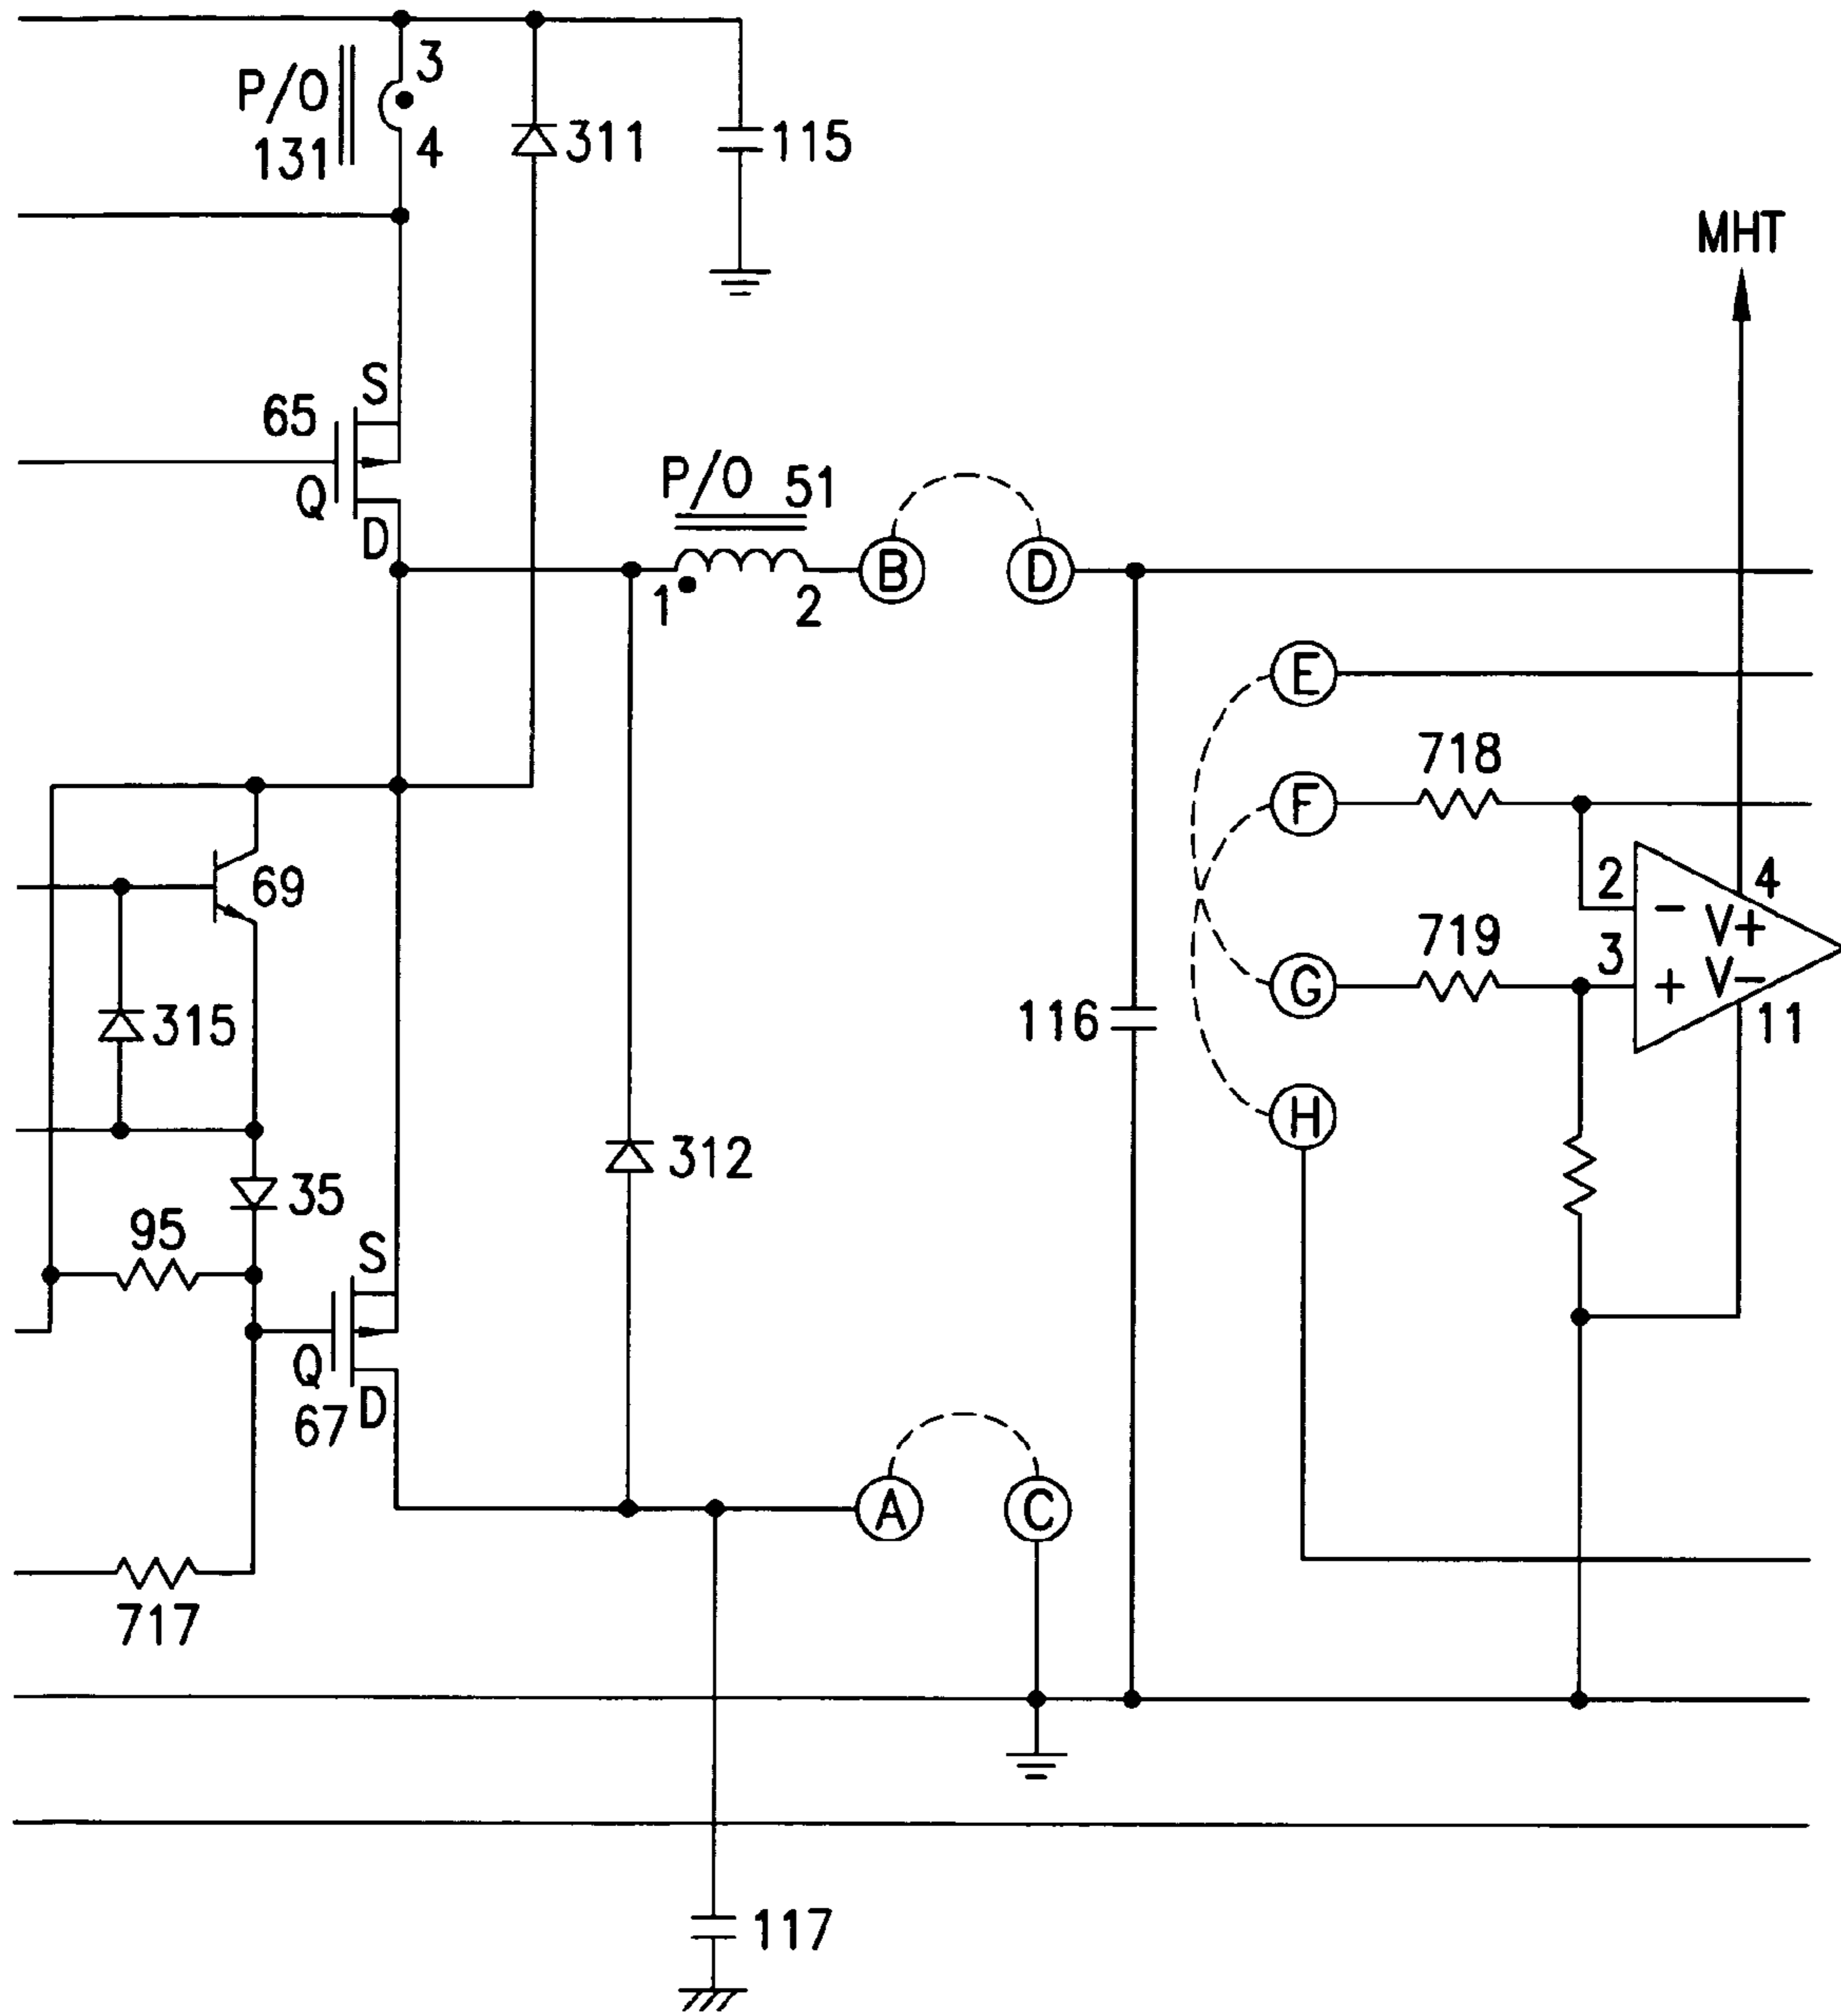 3
P/O
131
4
311
115
MHT
S
65
Q
D
P/O 51
1
2
B
D
E
F
718
2
4
- V+
69
G
719
3
+ V-
11
315
116
H
312
35
95
S
Q
67
D
A
C
717
117